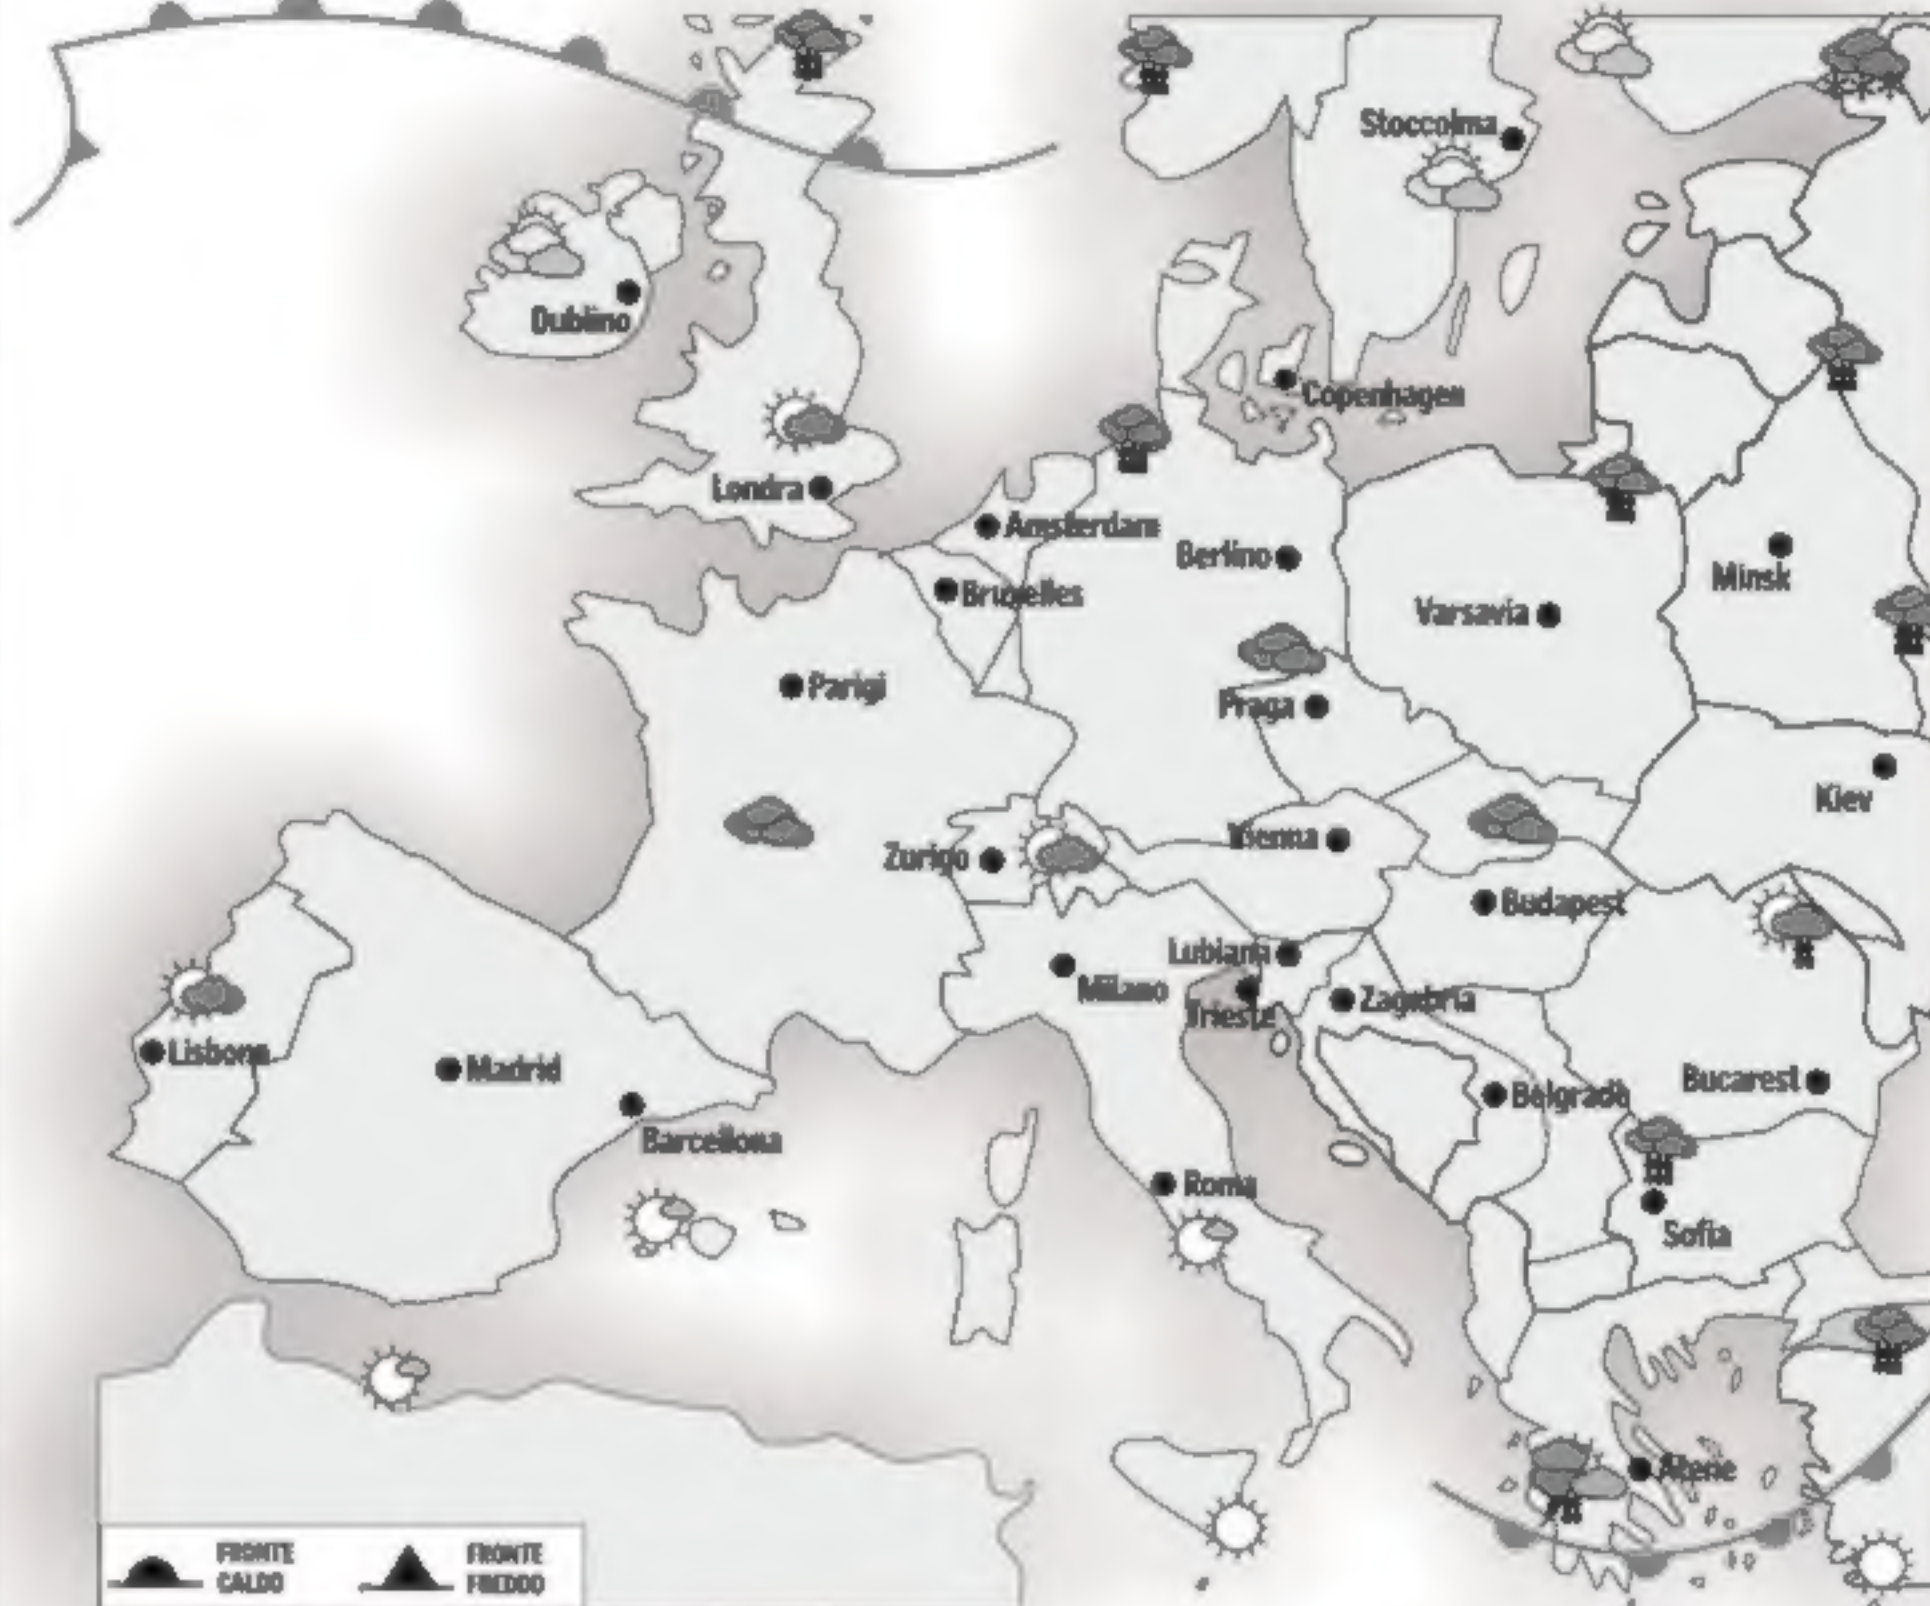 Stoccolma
Dublino
Copenhagen
Londra
Amsterdam
Berlino
Minsk
Bruxelles
Varsavia
Parigi
Praga
Kiev
Vienna
Zurigo
Budapest
Lubiana
Milano
Zagabria
Trieste
Lisbona
Madrid
Bucarest
Belgrado
Barcellona
Roma
Sofia
Atene
FRONTE
CALDO
FRONTE
FREDDO